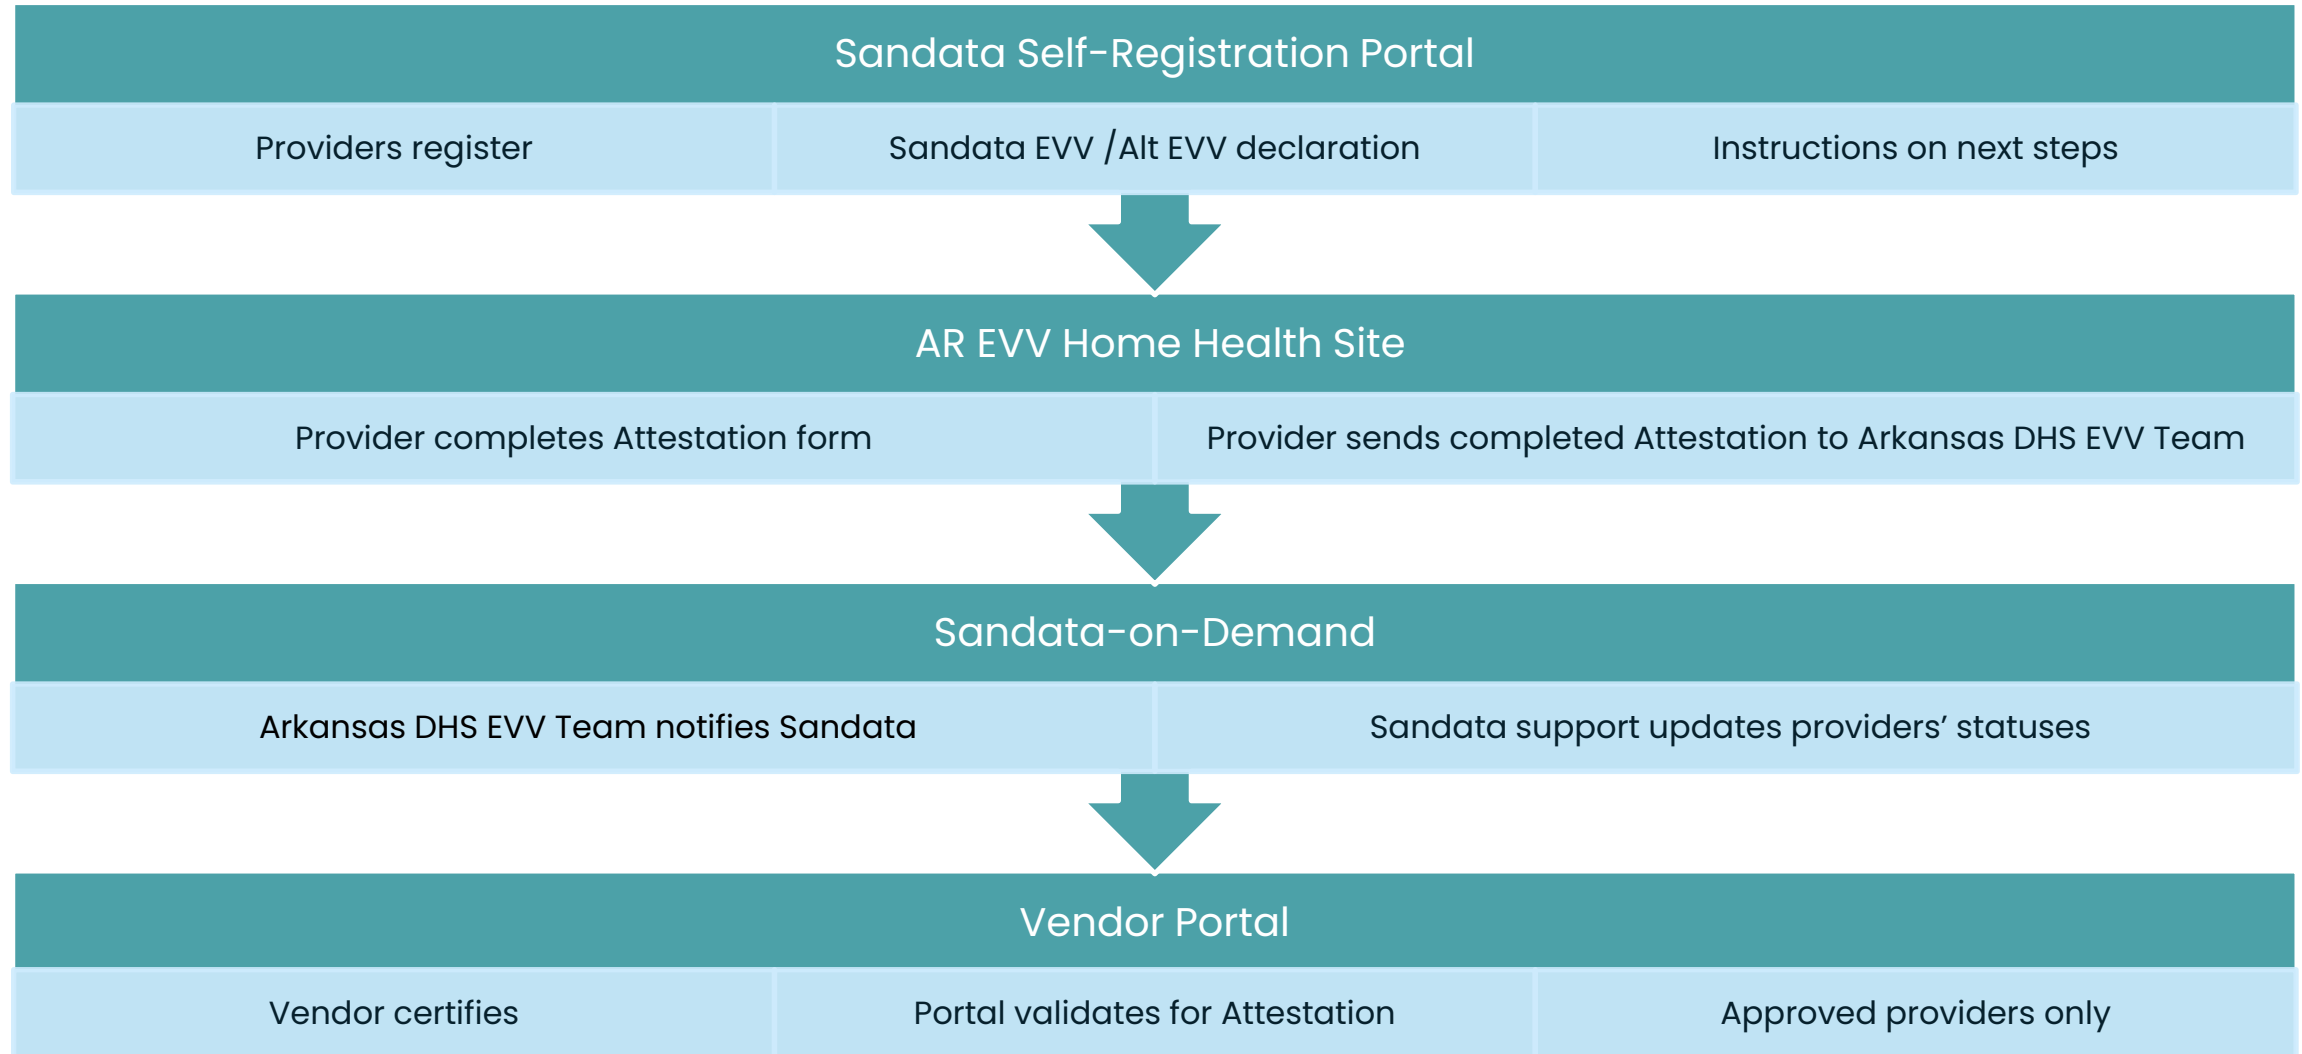 Sandata Self-Registration Portal
Providers register
Sandata EVV /Alt EVV declaration
Instructions on next steps
AR EVV Home Health Site
Provider completes Attestation form
Provider sends completed Attestation to Arkansas DHS EVV Team
Sandata-on-Demand
Arkansas DHS EVV Team notifies Sandata
Sandata support updates providers’ statuses
Vendor Portal
Vendor certifies
Portal validates for Attestation
Approved providers only